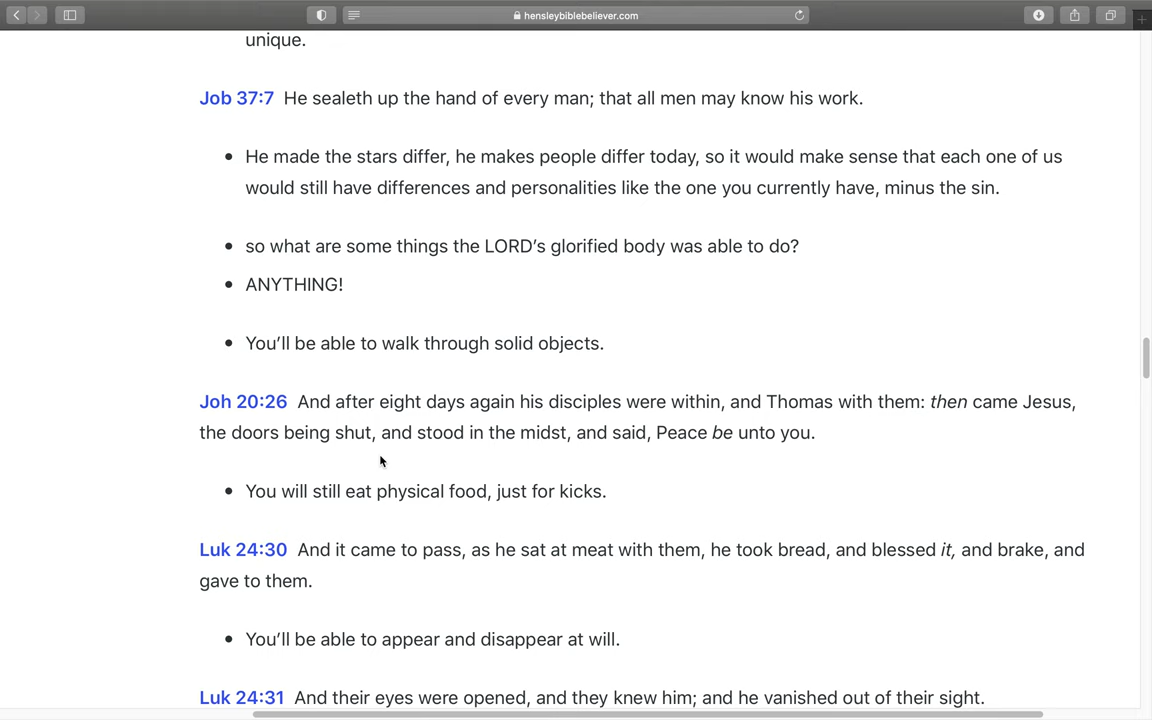 hensleybiblebeliever.com
unique.
Job 37:7 He sealeth up the hand of every man; that all men may know his work.
• He made the stars differ, he makes people differ today, so it would make sense that each one of us
would still have differences and personalities like the one you currently have, minus the sin.
• so what are some things the LORD’s glorified body was able to do?
• ANYTHING!
• You’ll be able to walk through solid objects.
Joh 20:26 And after eight days again his disciples were within, and Thomas with them: then came Jesus,
the doors being shut, and stood in the midst, and said, Peace be unto you.
• You will still eat physical food, just for kicks.
Luk 24:30 And it came to pass, as he sat at meat with them, he took bread, and blessed it, and brake, and
gave to them.
• You’ll be able to appear and disappear at will.
Luk 24:31 And their eyes were opened, and they knew him; and he vanished out of their sight.